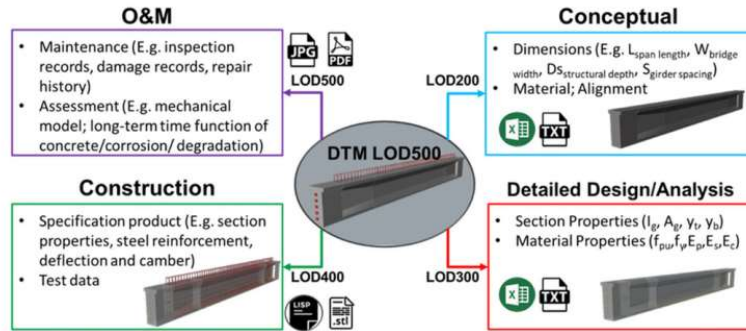 O&M
• Maintenance (E.g. inspection
records, damage records, repair
history)
• Assessment (E.g. mechanical
model; long-term time function of
concrete/corrosion/ degradation)
JPG
PDF
LOD500
Conceptual
• Dimensions (E.g. Lspan length, Wbridge
width, Dsstructural depth, Sgirder spacing)
• Material; Alignment
TXT
LOD200
DTM LOD500
Construction
• Specification product (E.g. section
properties, steel reinforcement,
deflection and camber)
• Test data
LOD400
LISP
.stl
Detailed Design/Analysis
• Section Properties (Ig, Ag, yt, yb)
• Material Properties (fpu,fy,Ep,Es,Ec)
TXT
LOD300